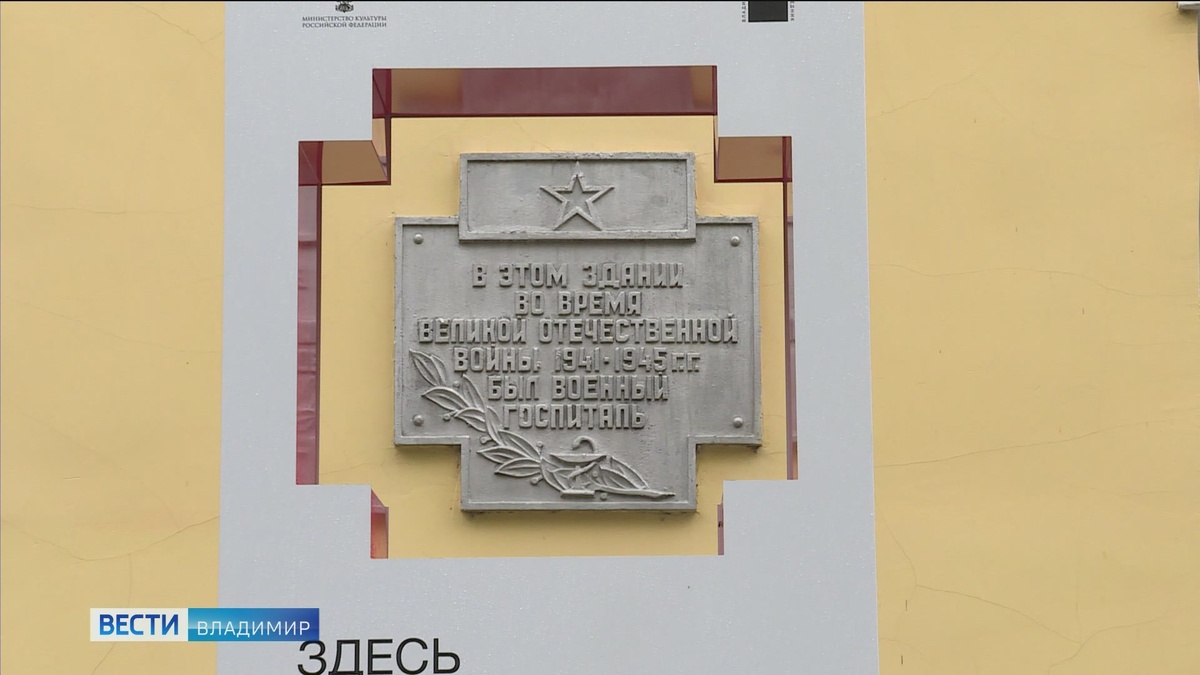 МИНИСТЕРСТВО КУЛЬТУРЫ
РОССИЙСКОЙ ФЕДЕРАЦИИ
В ЭТОМ ЗДАНИИ
ВО ВРЕМЯ
ВЕЛИКОЙ ОТЕЧЕСТВЕННОЙ
ВОЙНЫ 1941-1945 г.г.
БЫЛ ВОЕННЫЙ
ГОСПИТАЛЬ
ВЕСТИ ВЛАДИМИР
ЗДЕСЬ